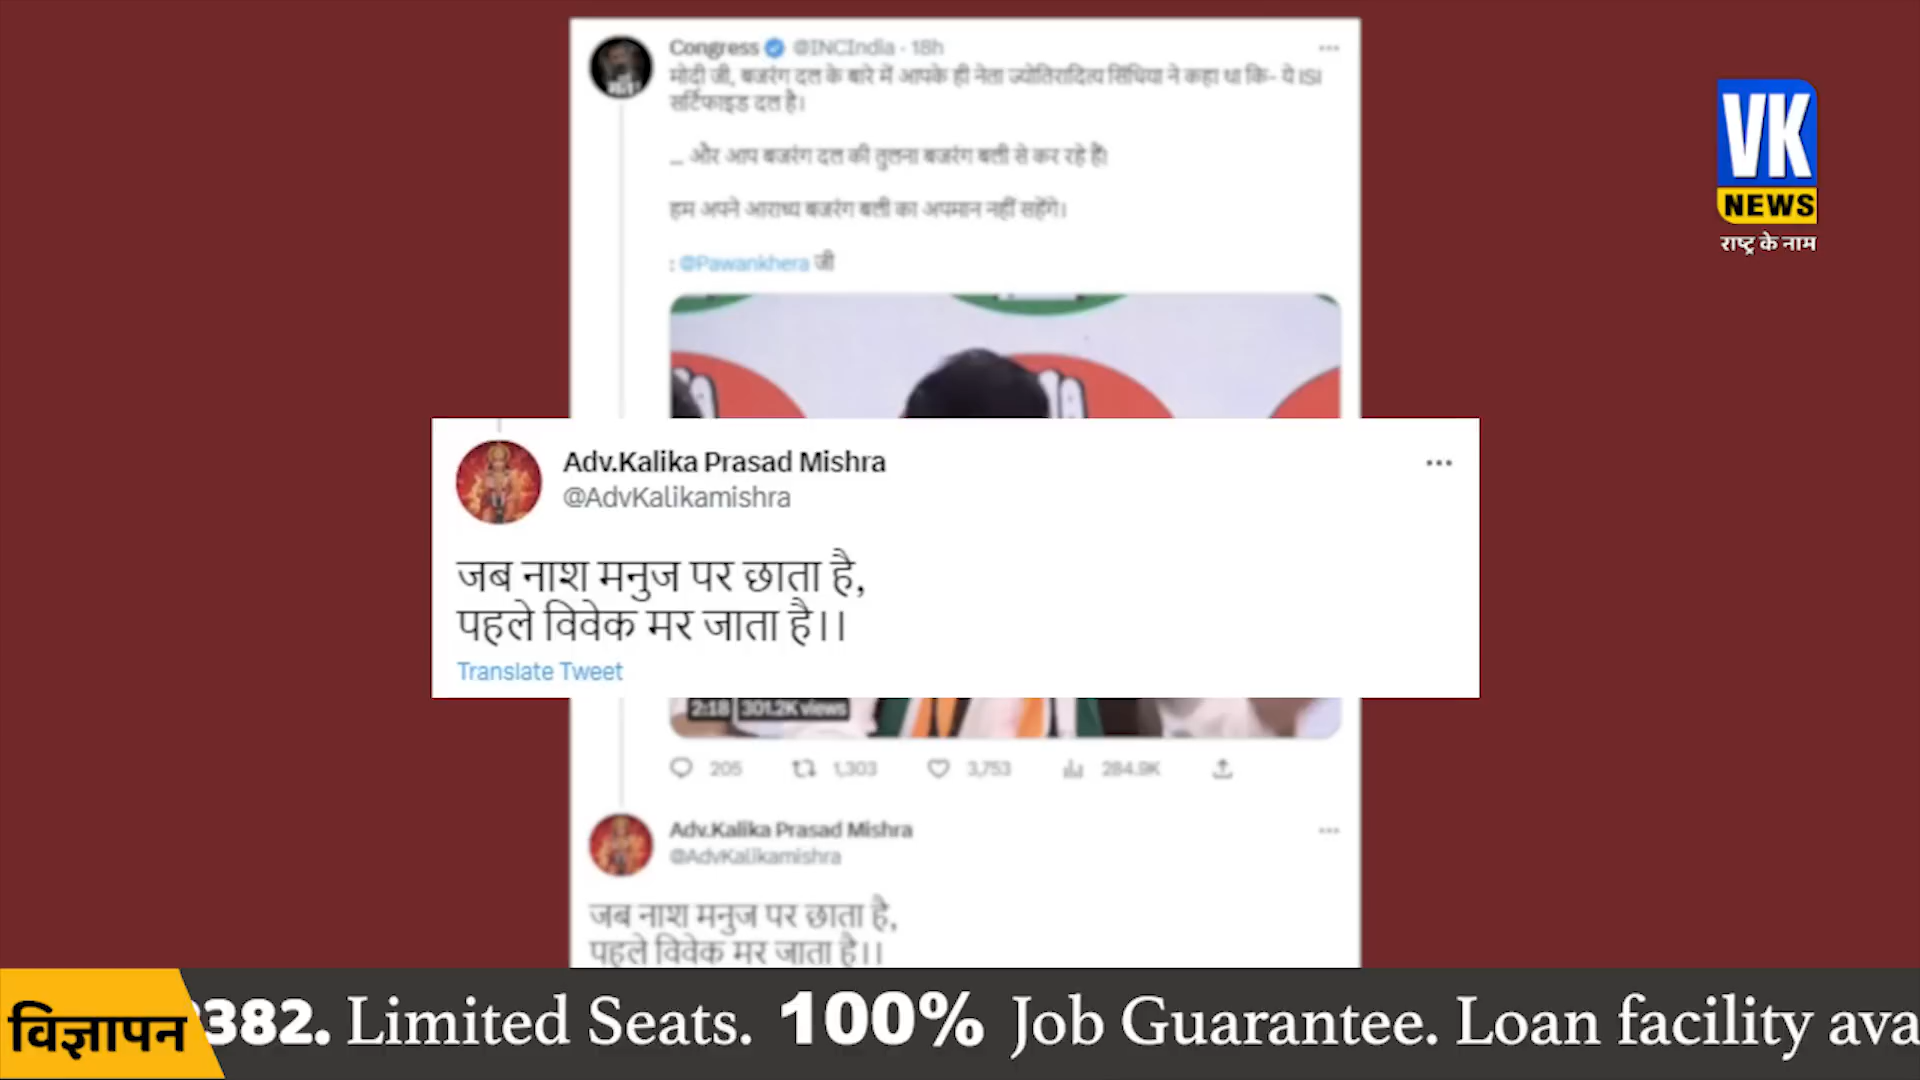 Congress @INCIndia · 18h
मोदी जी, बजरंग दल के बारे में आपके ही नेता ज्योतिरादित्य सिंधिया ने कहा था कि- ये ISI
सर्टिफाइड दल है।
... और आप बजरंग दल की तुलना बजरंग बली से कर रहे हैं!
हम अपने आराध्य बजरंग बली का अपमान नहीं सहेंगे।
: @Pawankhera जी
VK
NEWS
राष्ट्र के नाम
Adv.Kalika Prasad Mishra
@AdvKalikamishra
जब नाश मनुज पर छाता है,
पहले विवेक मर जाता है।।
Translate Tweet
2:18 301.2K views
205 1,303 3,753 284.9K
Adv.Kalika Prasad Mishra
@AdvKalikamishra
जब नाश मनुज पर छाता है,
पहले विवेक मर जाता है।।
विज्ञापन 382. Limited Seats. 100% Job Guarantee. Loan facility ava